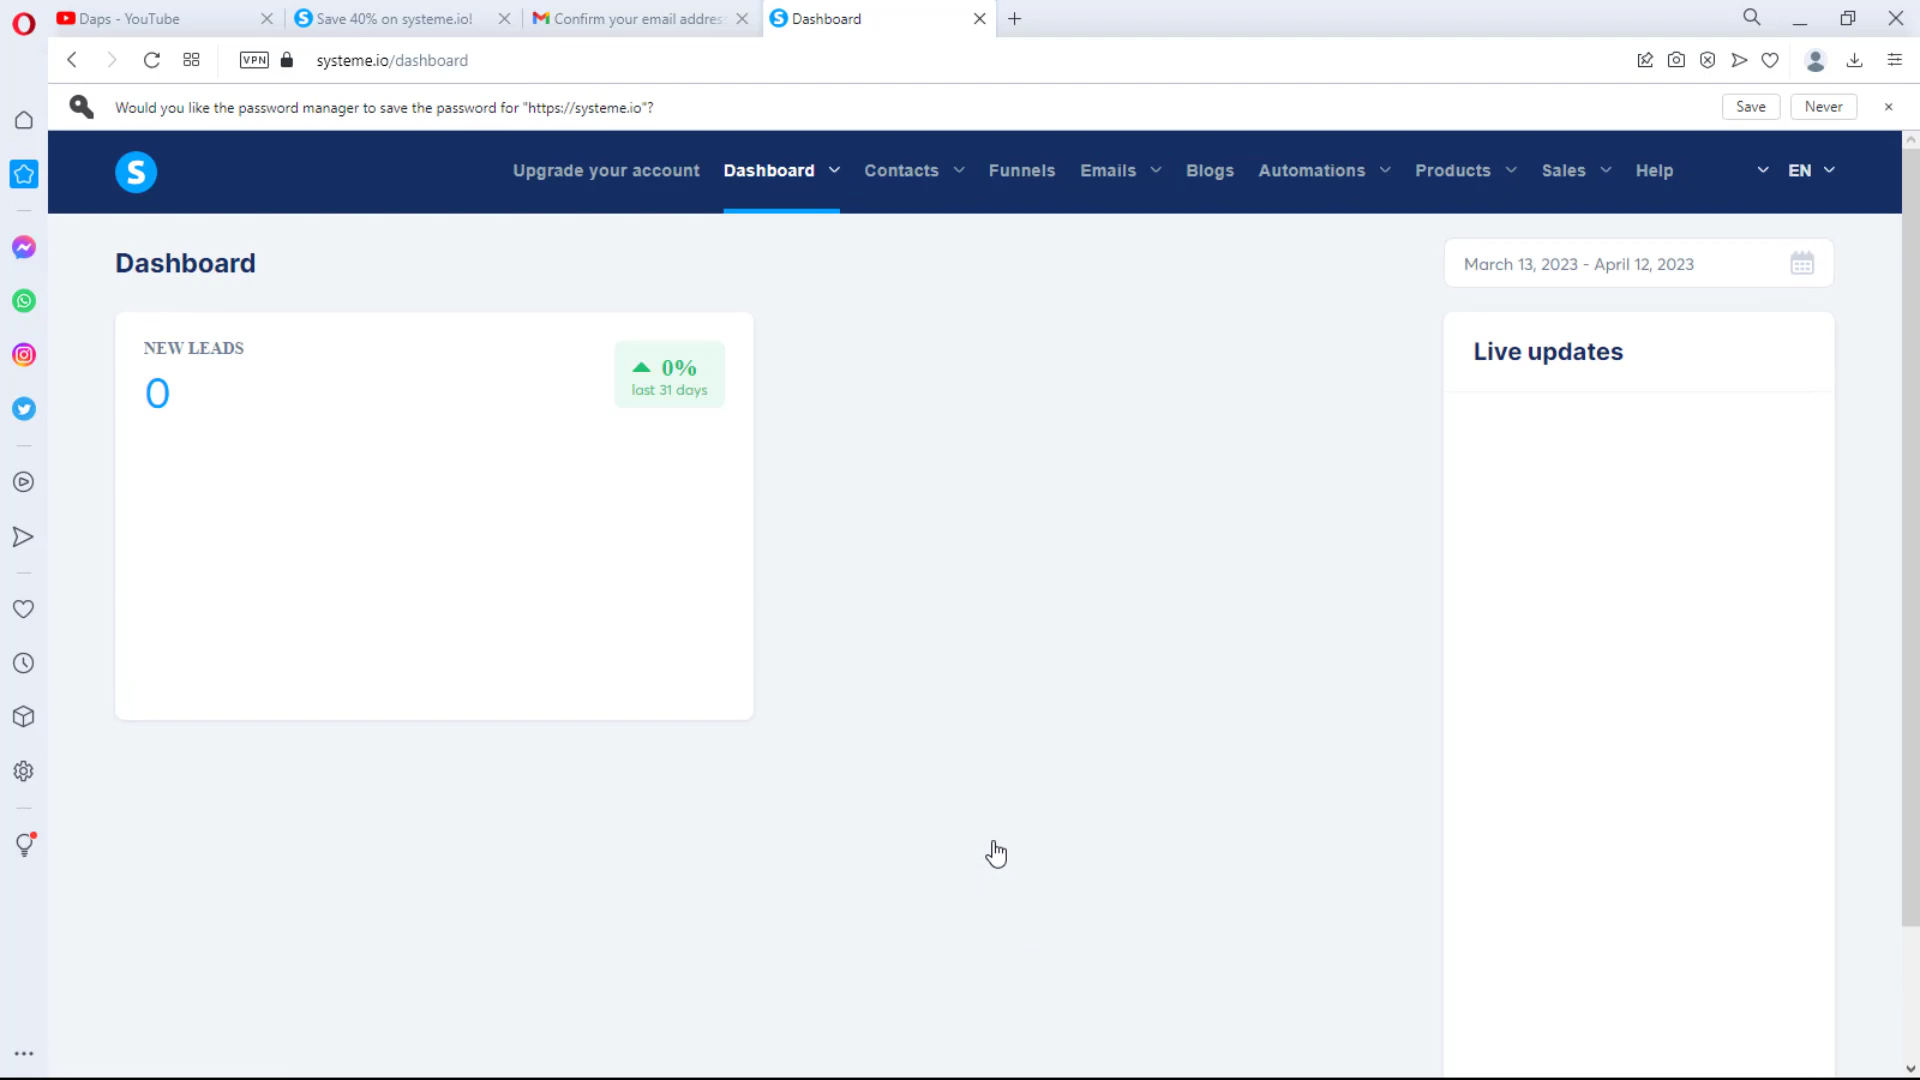 Daps - YouTube
Save 40% on systeme.io!
Confirm your email addres
Dashboard
VPN
systeme.io/dashboard
Would you like the password manager to save the password for "https://systeme.io"?
Save
Never
S
Upgrade your account
Dashboard
Contacts
Funnels
Emails
Blogs
Automations
Products
Sales
Help
EN
Dashboard
March 13, 2023 - April 12, 2023
NEW LEADS
0
0%
last 31 days
Live updates